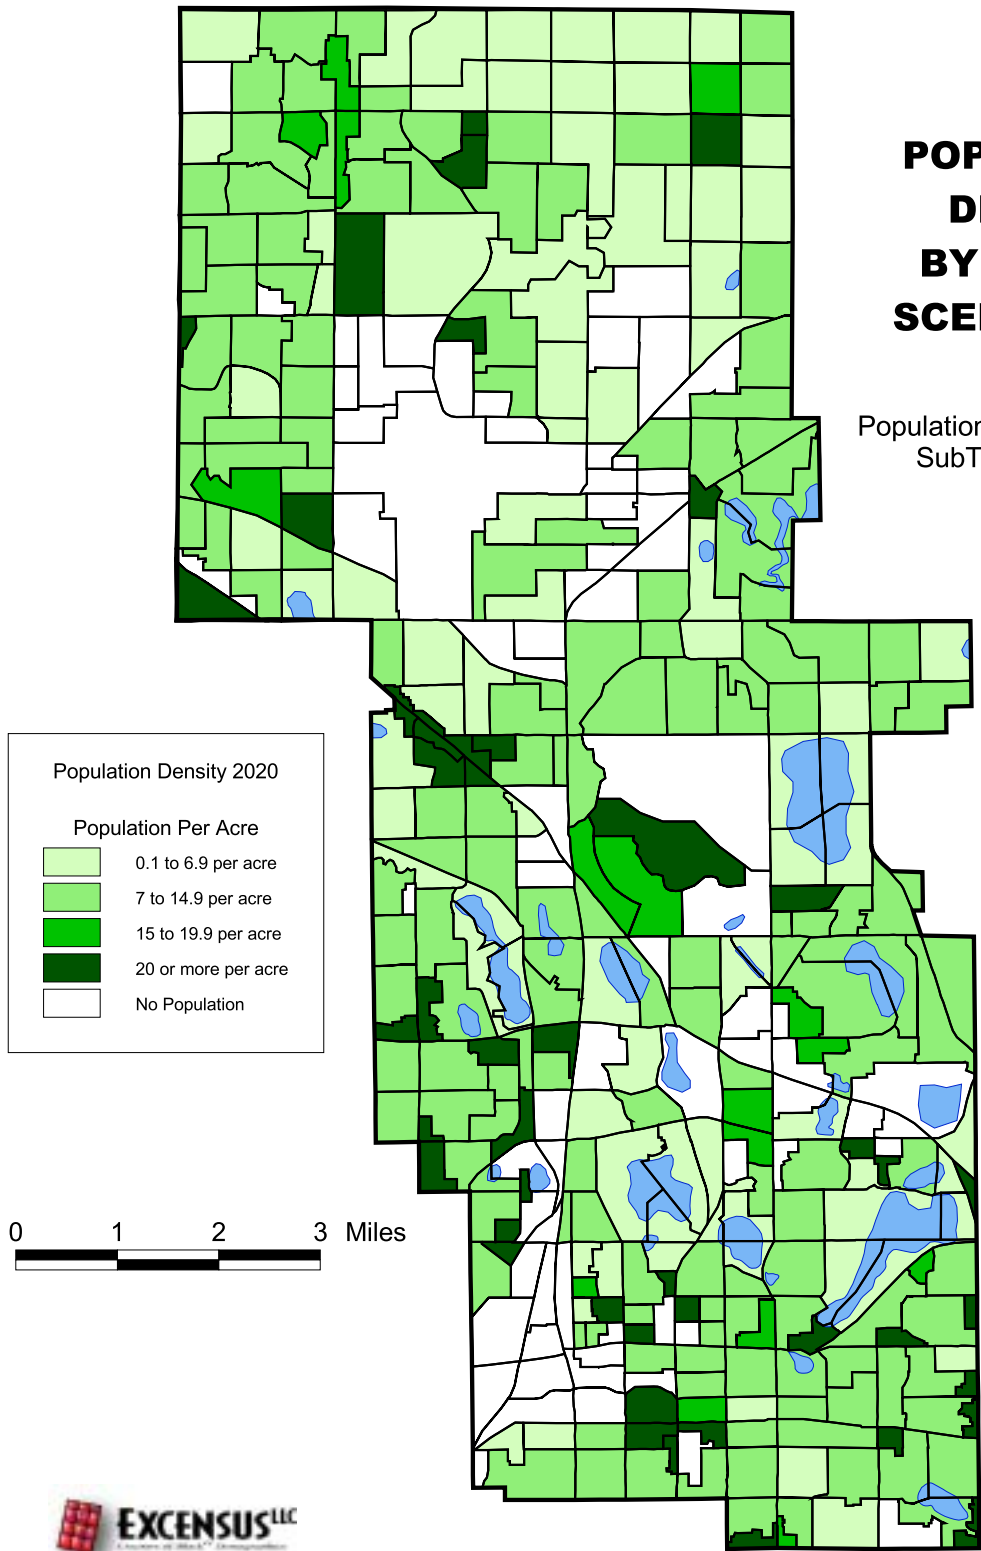 POP
DE
BY
SCE
Population
SubT
Population Density 2020
Population Per Acre
0.1 to 6.9 per acre
7 to 14.9 per acre
15 to 19.9 per acre
20 or more per acre
No Population
0 1 2 3 Miles
EXCENSUS LLC